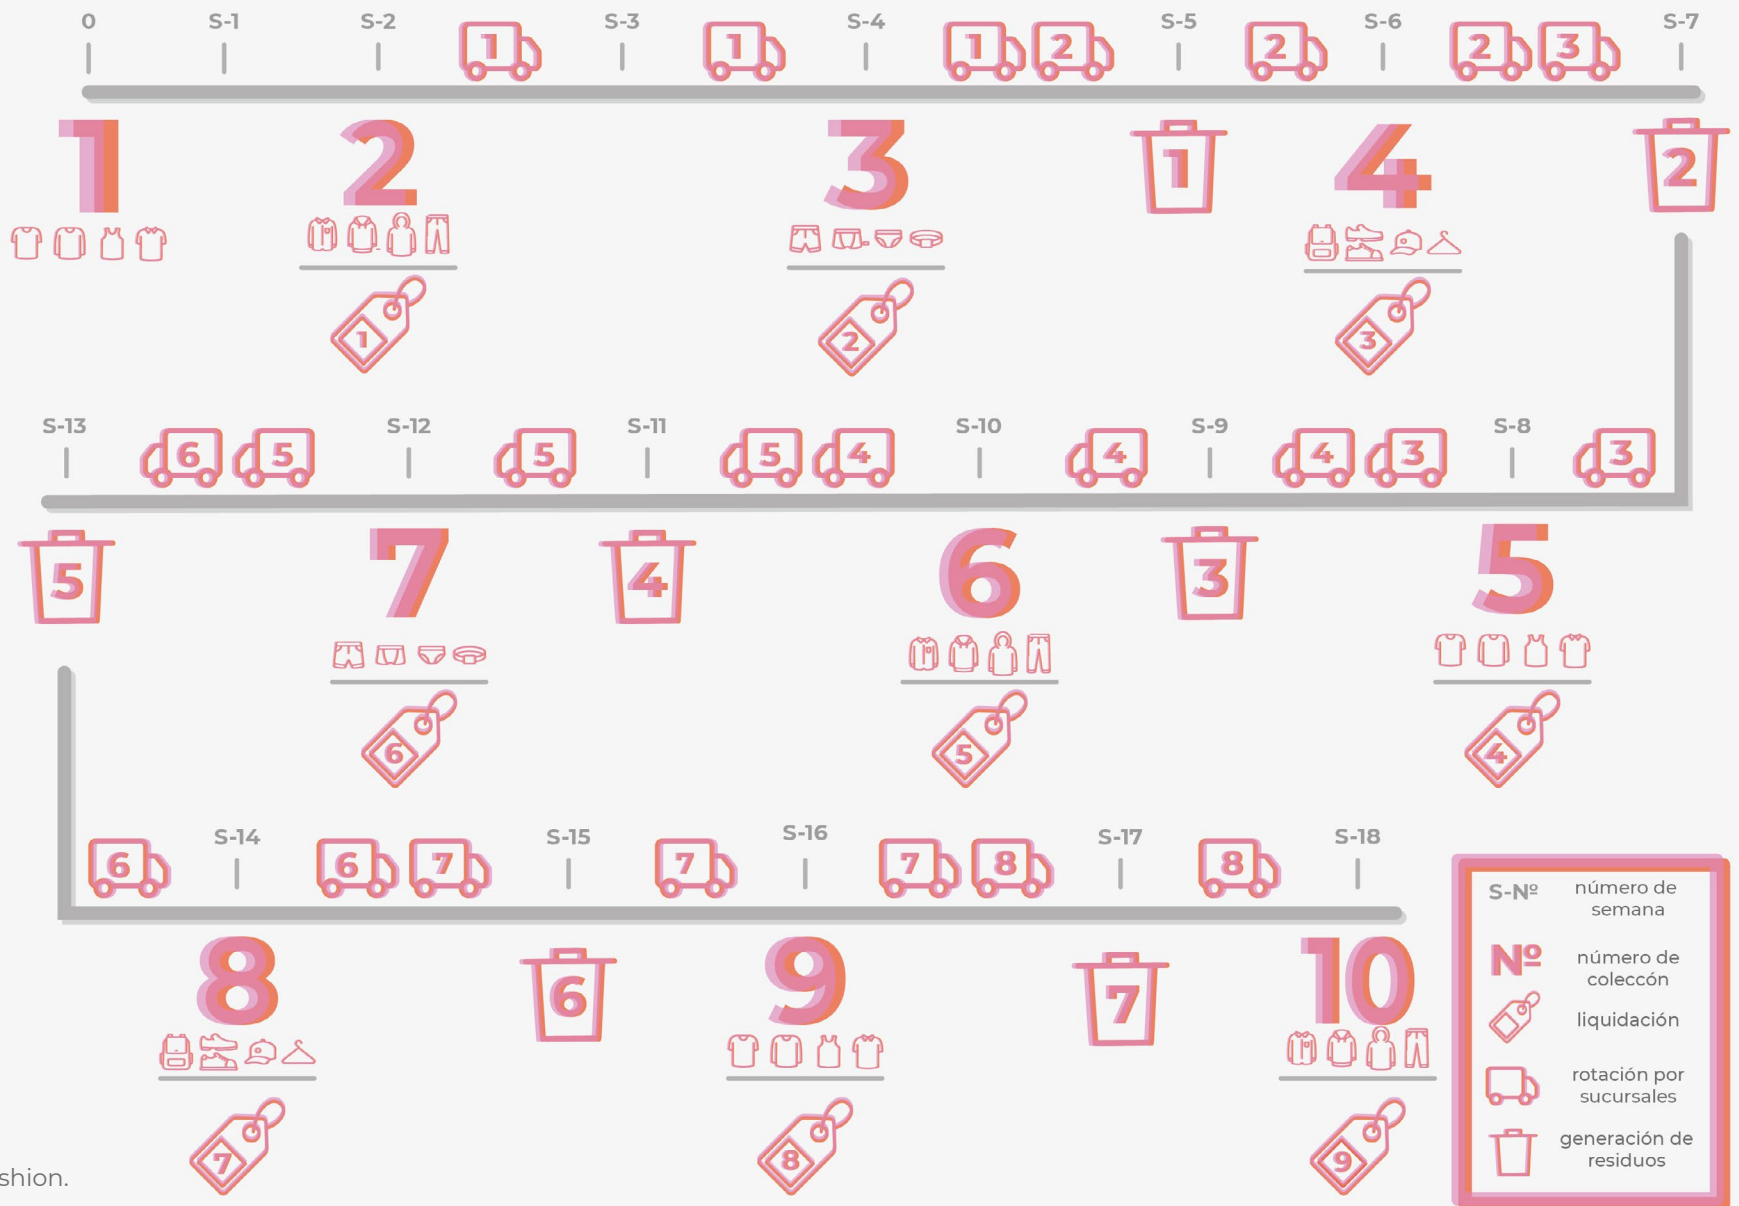 0 S-1 S-2 1 S-3 1 S-4 1 2 S-5 2 S-6 2 3 S-7
1 2 3 1 4 2
1 2 3
S-13 6 5 S-12 5 S-11 5 4 S-10 4 S-9 4 3 S-8 3
5 7 4 6 3 5
6 5 4
6 S-14 6 7 S-15 7 S-16 7 8 S-17 8 S-18
8 6 9 7 10
7 8 9
S-Nº número de
semana
Nº número de
coleccón
liquidación
rotación por
sucursales
generación de
residuos
shion.